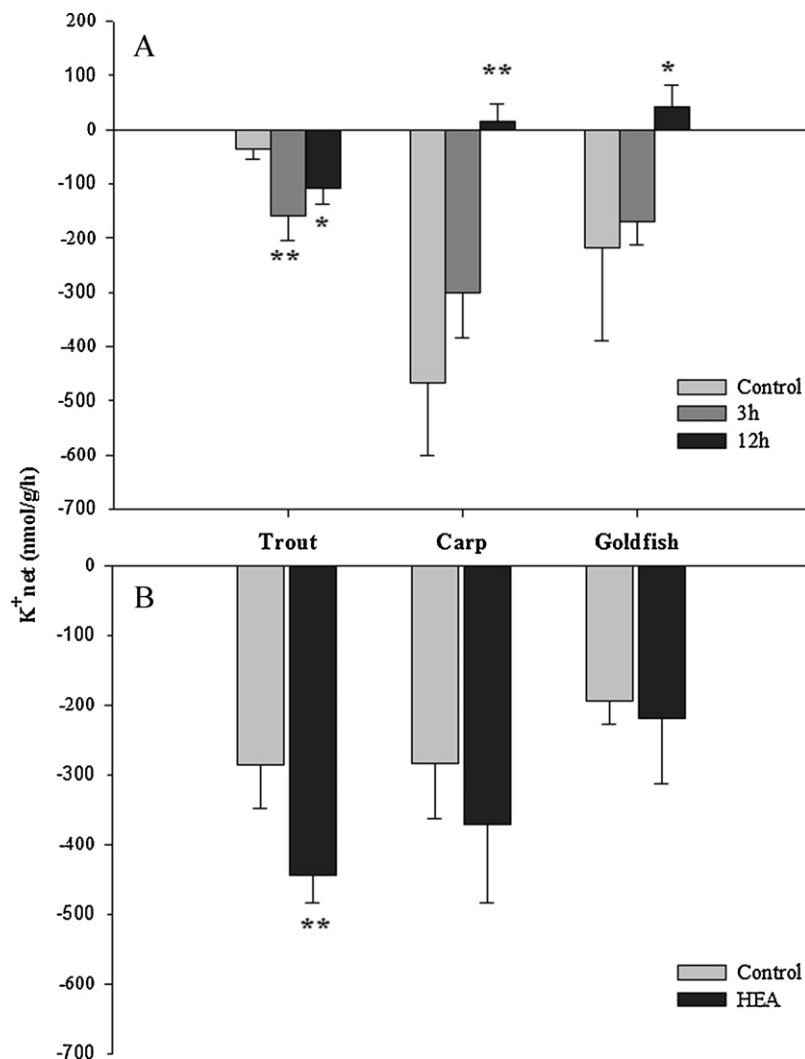 200
A
100
**
*
0
-100
-200
**
*
-300
-400
-500
-600
-700
Control
3h
12h
Trout Carp Goldfish
K⁺ net (nmol/g/h)
0
B
-100
-200
-300
-400
-500
**
-600
-700
Control
HEA